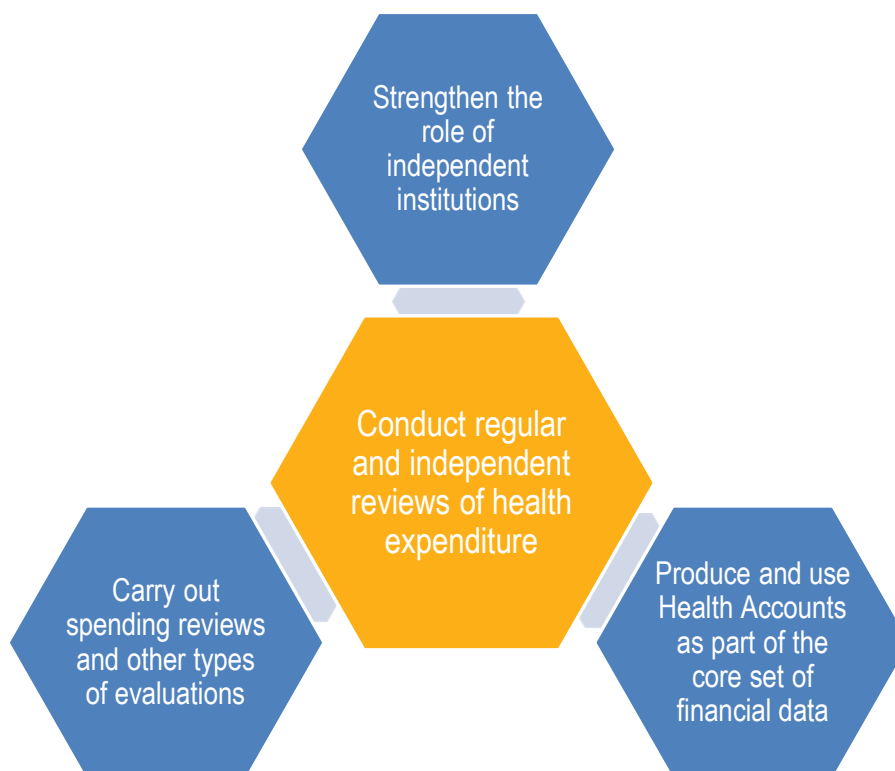 Strengthen the
role of
independent
institutions
Conduct regular
and independent
reviews of health
expenditure
Carry out
spending reviews
and other types
of evaluations
Produce and use
Health Accounts
as part of the
core set of
financial data